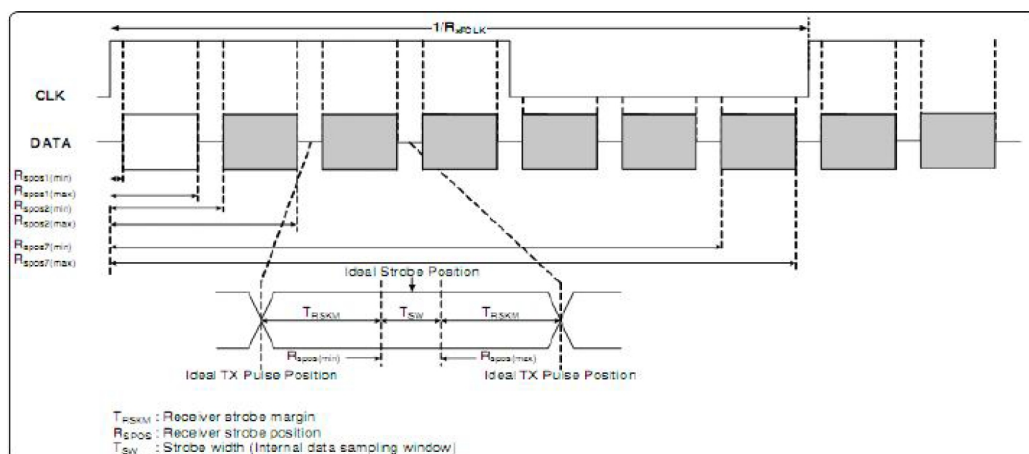 1/RxFCLK
CLK
DATA
Rspos1(min)
Rspos1(max)
Rspos2(min)
Rspos2(max)
Rspos7(min)
Rspos7(max)
Ideal Strobe Position
TRSKM TSW TRSKM
Rspos(min) Rspos(max)
Ideal TX Pulse Position Ideal TX Pulse Position
TRSKM : Receiver strobe margin
RSPOS : Receiver strobe position
TSW : Strobe width (Internal data sampling window)